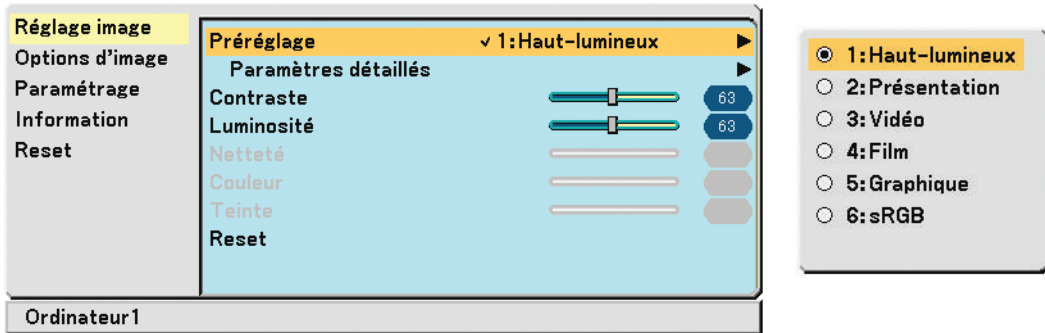 Réglage image
Options d'image
Paramétrage
Information
Reset
Préréglage ✓ 1:Haut-lumineux
Paramètres détaillés
Contraste 63
Luminosité 63
Netteté
Couleur
Teinte
Reset
Ordinateur1
1:Haut-lumineux
2:Présentation
3:Vidéo
4:Film
5:Graphique
6:sRGB